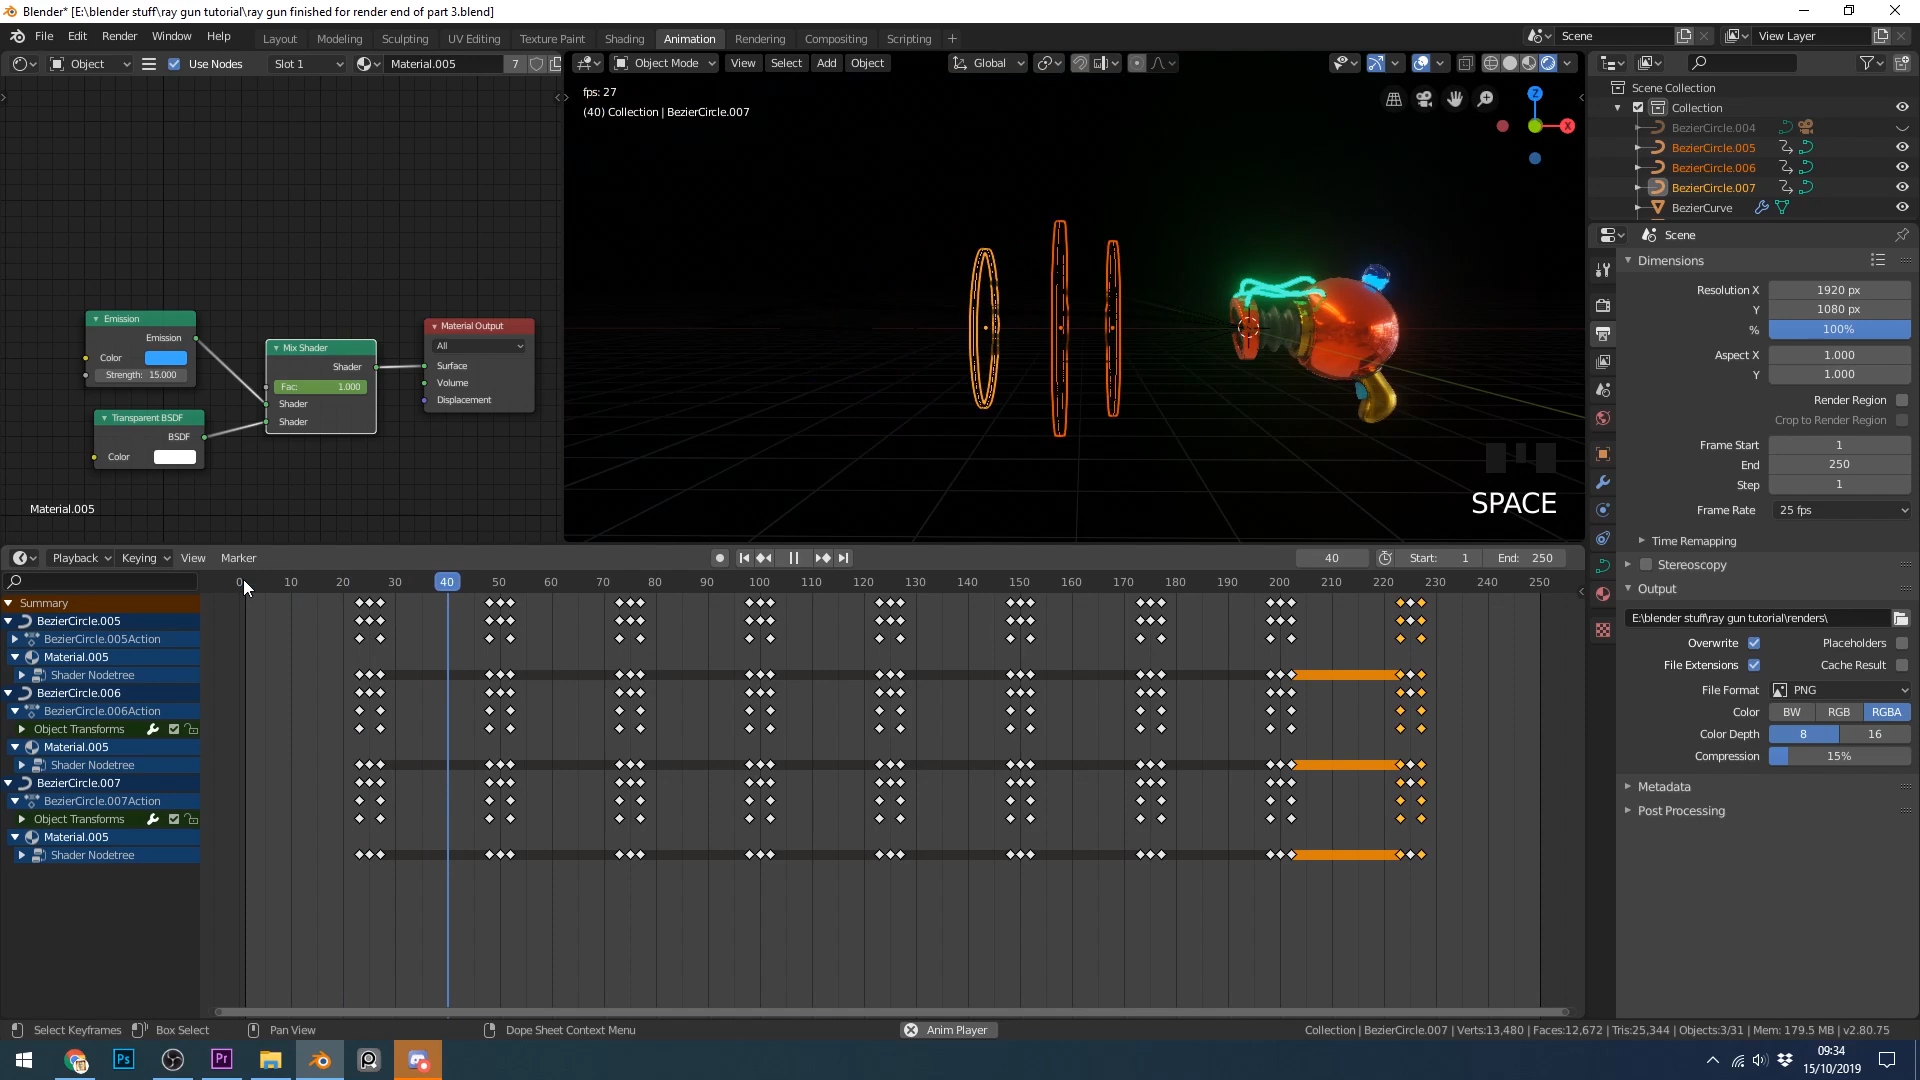 Blender* [E:\blender stuff\ray gun tutorial\ray gun finished for render end of part 3.blend]
File Edit Render Window Help
Layout Modeling Sculpting UV Editing Texture Paint Shading Animation Rendering Compositing Scripting +
Scene View Layer
Object Use Nodes Slot 1 Material.005 7
Object Mode View Select Add Object Global
fps: 27
(40) Collection | BezierCircle.007
Z
X
Scene Collection
Collection
BezierCircle.004
BezierCircle.005
BezierCircle.006
BezierCircle.007
BezierCurve
Emission
Emission
Color
Strength: 15.000
Transparent BSDF
BSDF
Color
Mix Shader
Shader
Fac: 1.000
Shader
Shader
Material Output
All
Surface
Volume
Displacement
Material.005
SPACE
Scene
Dimensions
Resolution X 1920 px
Y 1080 px
% 100%
Aspect X 1.000
Y 1.000
Render Region
Crop to Render Region
Frame Start 1
End 250
Step 1
Frame Rate 25 fps
Time Remapping
Stereoscopy
Output
E:\blender stuff\ray gun tutorial\renders\
Overwrite Placeholders
File Extensions Cache Result
File Format PNG
Color BW RGB RGBA
Color Depth 8 16
Compression 15%
Metadata
Post Processing
Playback Keying View Marker
40 Start: 1 End: 250
0 10 20 30 40 50 60 70 80 90 100 110 120 130 140 150 160 170 180 190 200 210 220 230 240 250
Summary
BezierCircle.005
BezierCircle.005Action
Material.005
Shader Nodetree
BezierCircle.006
BezierCircle.006Action
Object Transforms
Material.005
Shader Nodetree
BezierCircle.007
BezierCircle.007Action
Object Transforms
Material.005
Shader Nodetree
Select Keyframes Box Select Pan View Dope Sheet Context Menu Anim Player
Collection | BezierCircle.007 | Verts:13,480 | Faces:12,672 | Tris:25,344 | Objects:3/31 | Mem: 179.5 MB | v2.80.75
Ps
Pr
09:34
15/10/2019